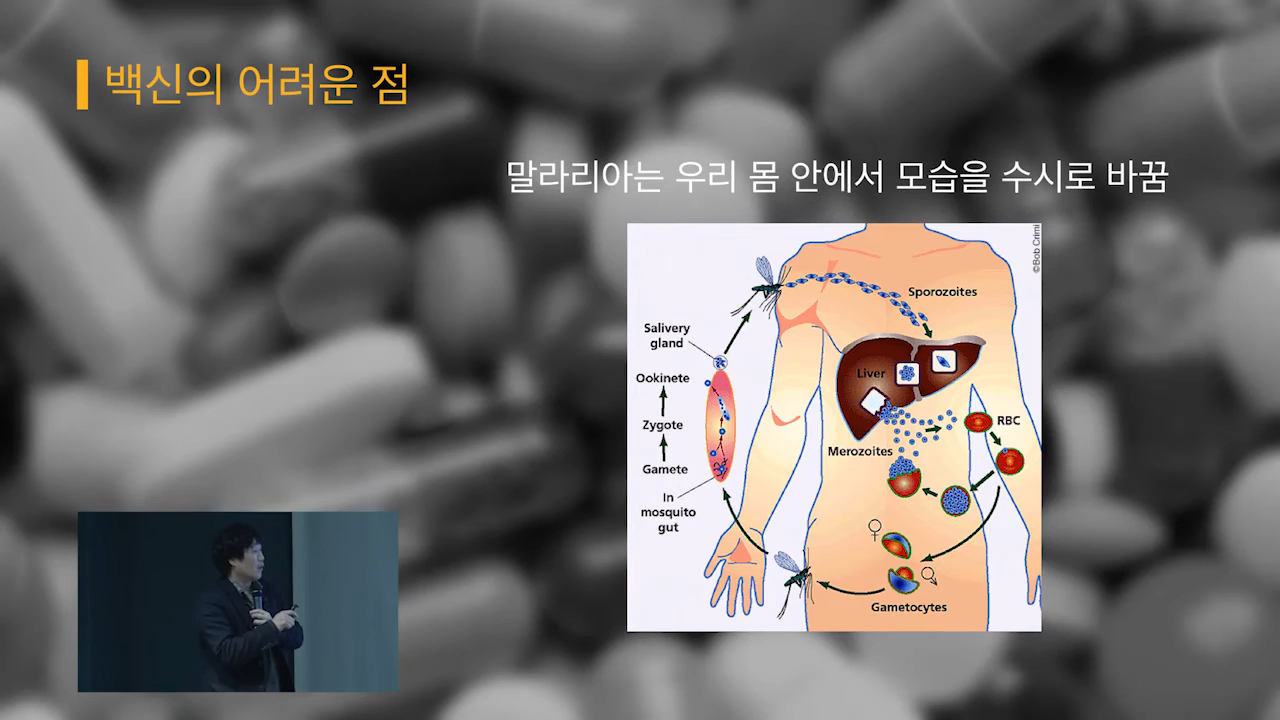 백신의 어려운 점
말라리아는 우리 몸 안에서 모습을 수시로 바꿈
©Bob Crimi
Sporozoites
Salivery
gland
Liver
Ookinete
RBC
Zygote
Merozoites
Gamete
In
mosquito
gut
♀
♂
Gametocytes